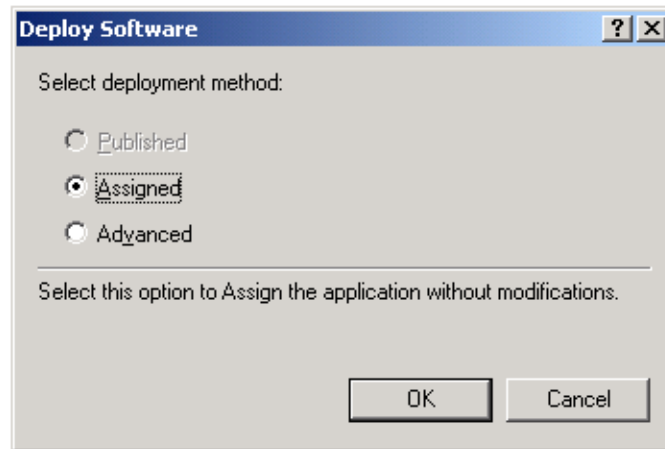 Deploy Software
Select deployment method:
Published
Assigned
Advanced
Select this option to Assign the application without modifications.
OK Cancel